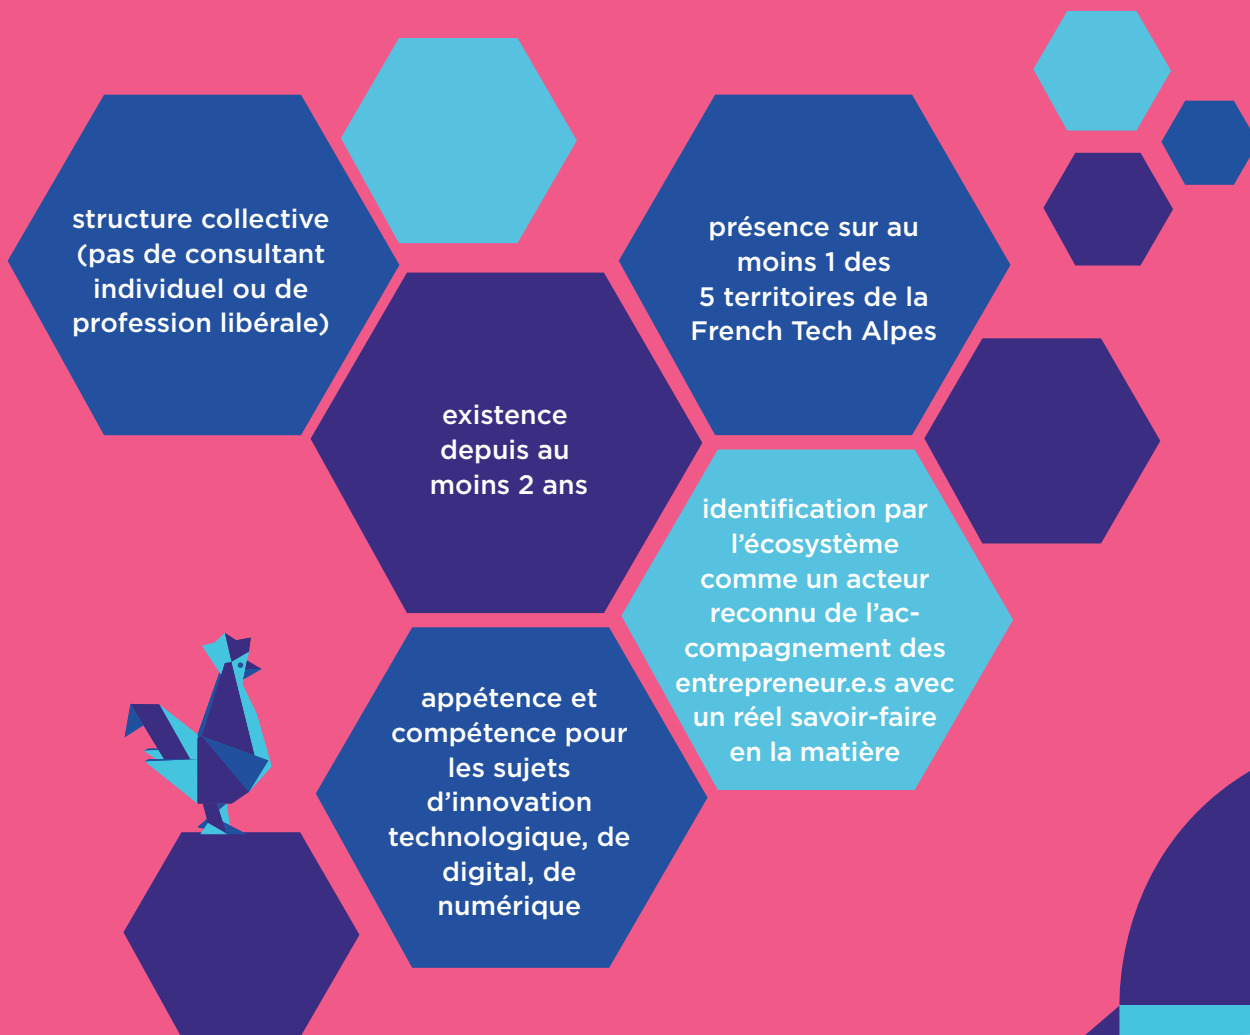 structure collective
(pas de consultant
individuel ou de
profession libérale)
présence sur au
moins 1 des
5 territoires de la
French Tech Alpes
existence
depuis au
moins 2 ans
identification par
l’écosystème
comme un acteur
reconnu de l’ac-
compagnement des
entrepreneur.e.s avec
un réel savoir-faire
en la matière
appétence et
compétence pour
les sujets
d’innovation
technologique, de
digital, de
numérique